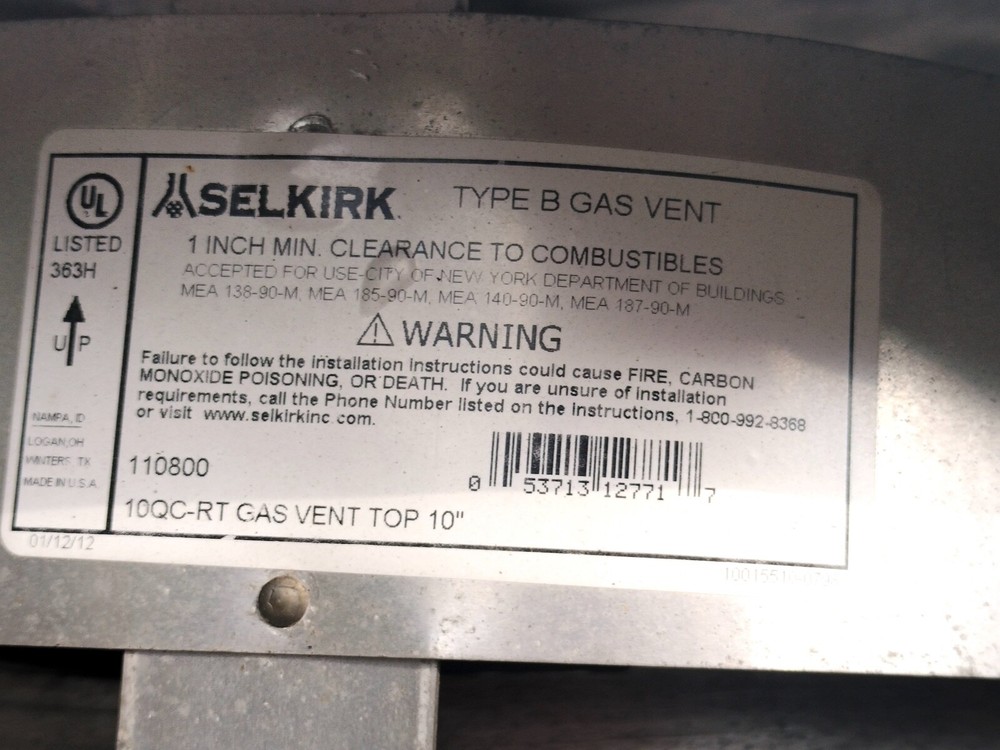 UL
LISTED
363H
UP
NAMPA, ID
LOGAN, OH
WINTERS, TX
MADE IN U.S.A.
SELKIRK
TYPE B GAS VENT
1 INCH MIN. CLEARANCE TO COMBUSTIBLES
ACCEPTED FOR USE-CITY OF NEW YORK DEPARTMENT OF BUILDINGS
MEA 138-90-M, MEA 185-90-M, MEA 140-90-M, MEA 187-90-M
WARNING
Failure to follow the installation instructions could cause FIRE, CARBON
MONOXIDE POISONING, OR DEATH. If you are unsure of installation
requirements, call the Phone Number listed on the Instructions, 1-800-992-8368
or visit www.selkirkinc.com.
110800
0 53713 12771 7
10QC-RT GAS VENT TOP 10"
01/12/12